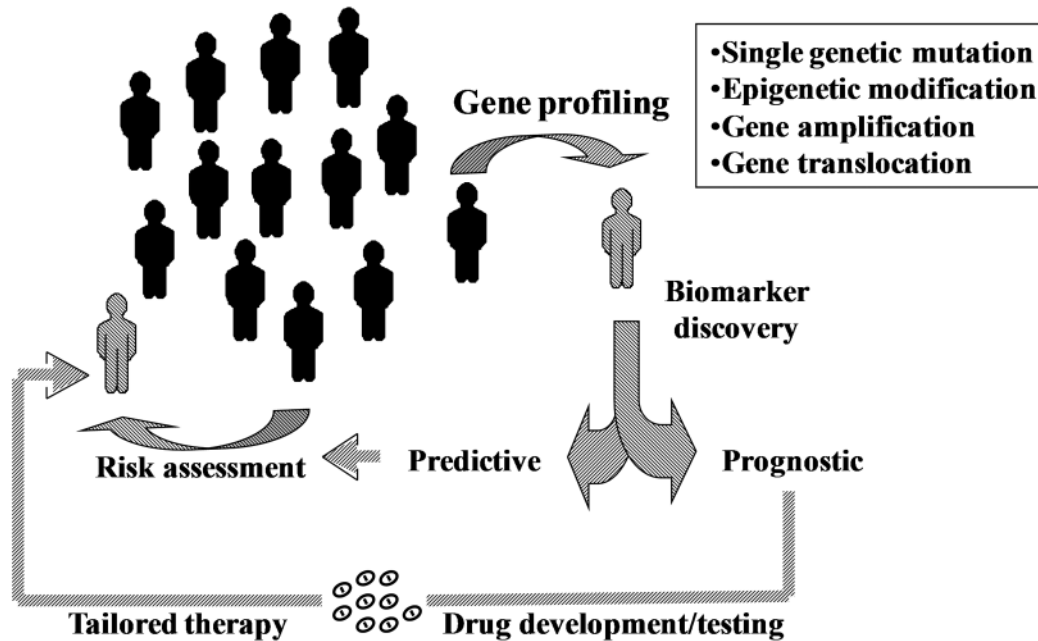 •Single genetic mutation
•Epigenetic modification
•Gene amplification
•Gene translocation
Gene profiling
Biomarker
discovery
Risk assessment
Predictive
Prognostic
Tailored therapy
Drug development/testing